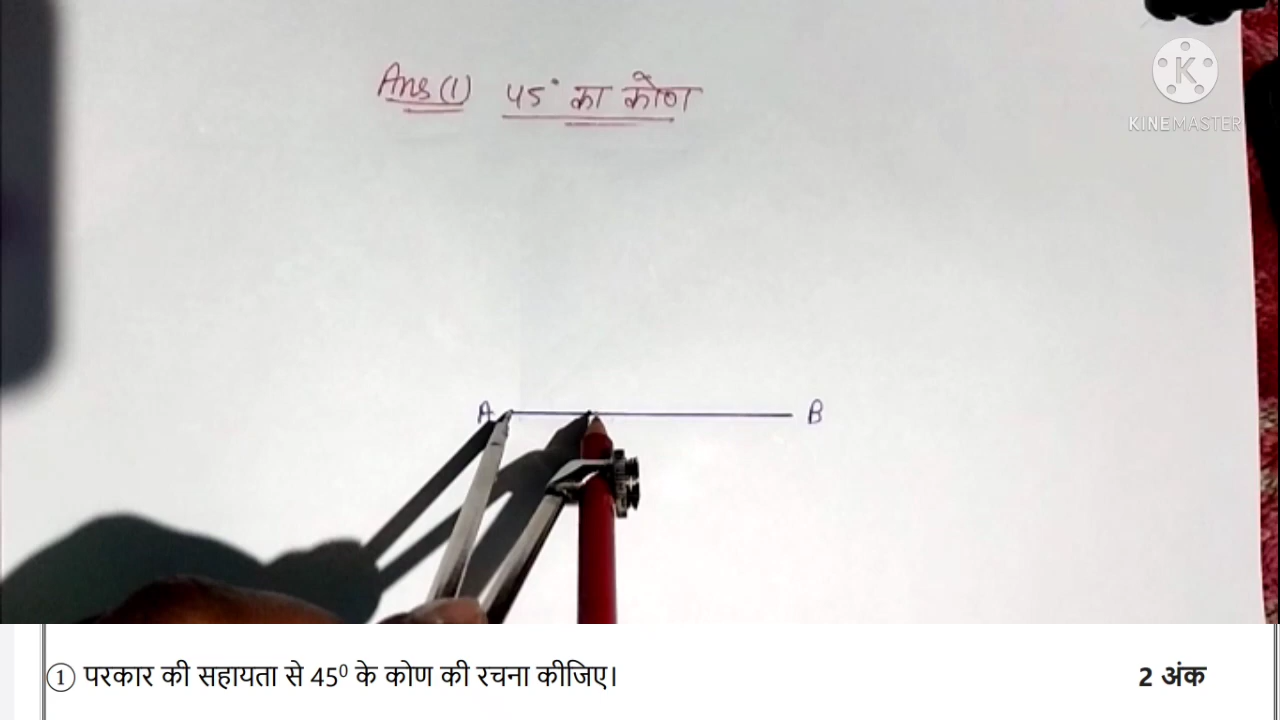 Ans (1) 45° का कोण
KINEMASTER
A B
① परकार की सहायता से 45⁰ के कोण की रचना कीजिए। 2 अंक